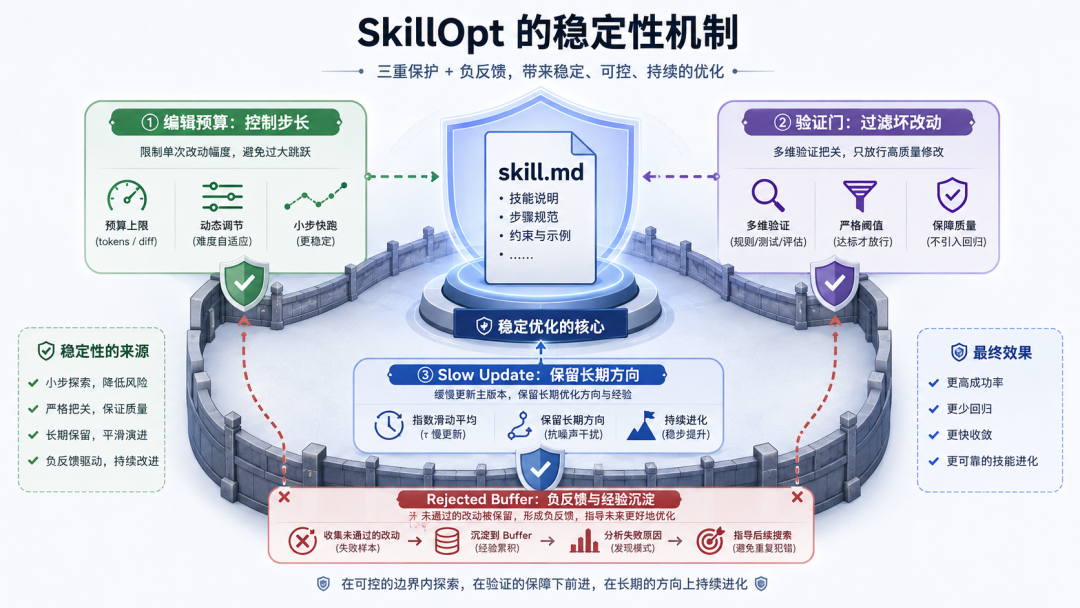 SkillOpt 的稳定性机制
三重保护 + 负反馈，带来稳定、可控、持续的优化
① 编辑预算：控制步长
限制单次改动幅度，避免过大跳跃
预算上限
(tokens / diff)
动态调节
(难度自适应)
小步快跑
(更稳定)
skill.md
• 技能说明
• 步骤规范
• 约束与示例
• ……
稳定优化的核心
② 验证门：过滤坏改动
多维验证把关，只放行高质量修改
多维验证
(规则/测试/评估)
严格阈值
(达标才放行)
保障质量
(不引入回归)
稳定性的来源
小步探索，降低风险
严格把关，保证质量
长期保留，平滑演进
负反馈驱动，持续改进
③ Slow Update：保留长期方向
缓慢更新主版本，保留长期优化方向与经验
指数滑动平均
(τ 慢更新)
保留长期方向
(抗噪声干扰)
持续进化
(稳步提升)
最终效果
更高成功率
更少回归
更快收敛
更可靠的技能进化
Rejected Buffer：负反馈与经验沉淀
未通过的改动被保留，形成负反馈，指导未来更好地优化
收集未通过的改动
(失败样本)
沉淀到 Buffer
(经验累积)
分析失败原因
(发现模式)
指导后续搜索
(避免重复犯错)
在可控的边界内探索，在验证的保障下前进，在长期的方向上持续进化